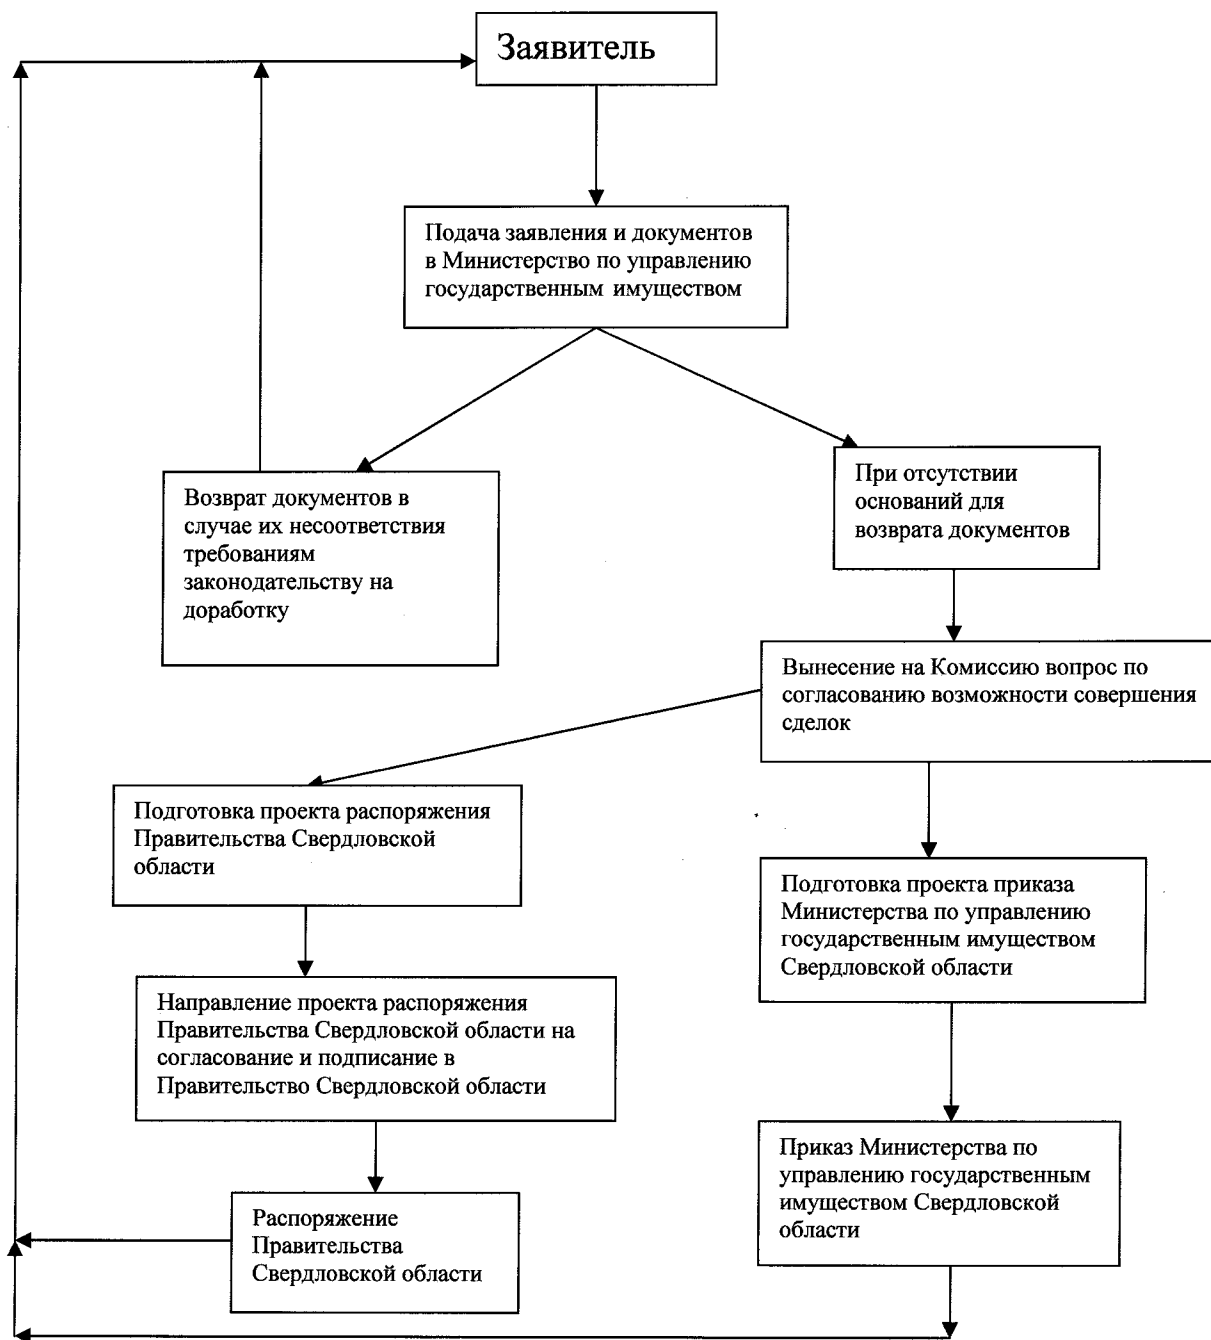 Заявитель
Подача заявления и документов
в Министерство по управлению
государственным имуществом
Возврат документов в
случае их несоответствия
требованиям
законодательству на
доработку
При отсутствии
оснований для
возврата документов
Вынесение на Комиссию вопрос по
согласованию возможности совершения
сделок
Подготовка проекта распоряжения
Правительства Свердловской
области
Подготовка проекта приказа
Министерства по управлению
государственным имуществом
Свердловской области
Направление проекта распоряжения
Правительства Свердловской области на
согласование и подписание в
Правительство Свердловской области
Приказ Министерства по
управлению государственным
имуществом Свердловской
области
Распоряжение
Правительства
Свердловской области